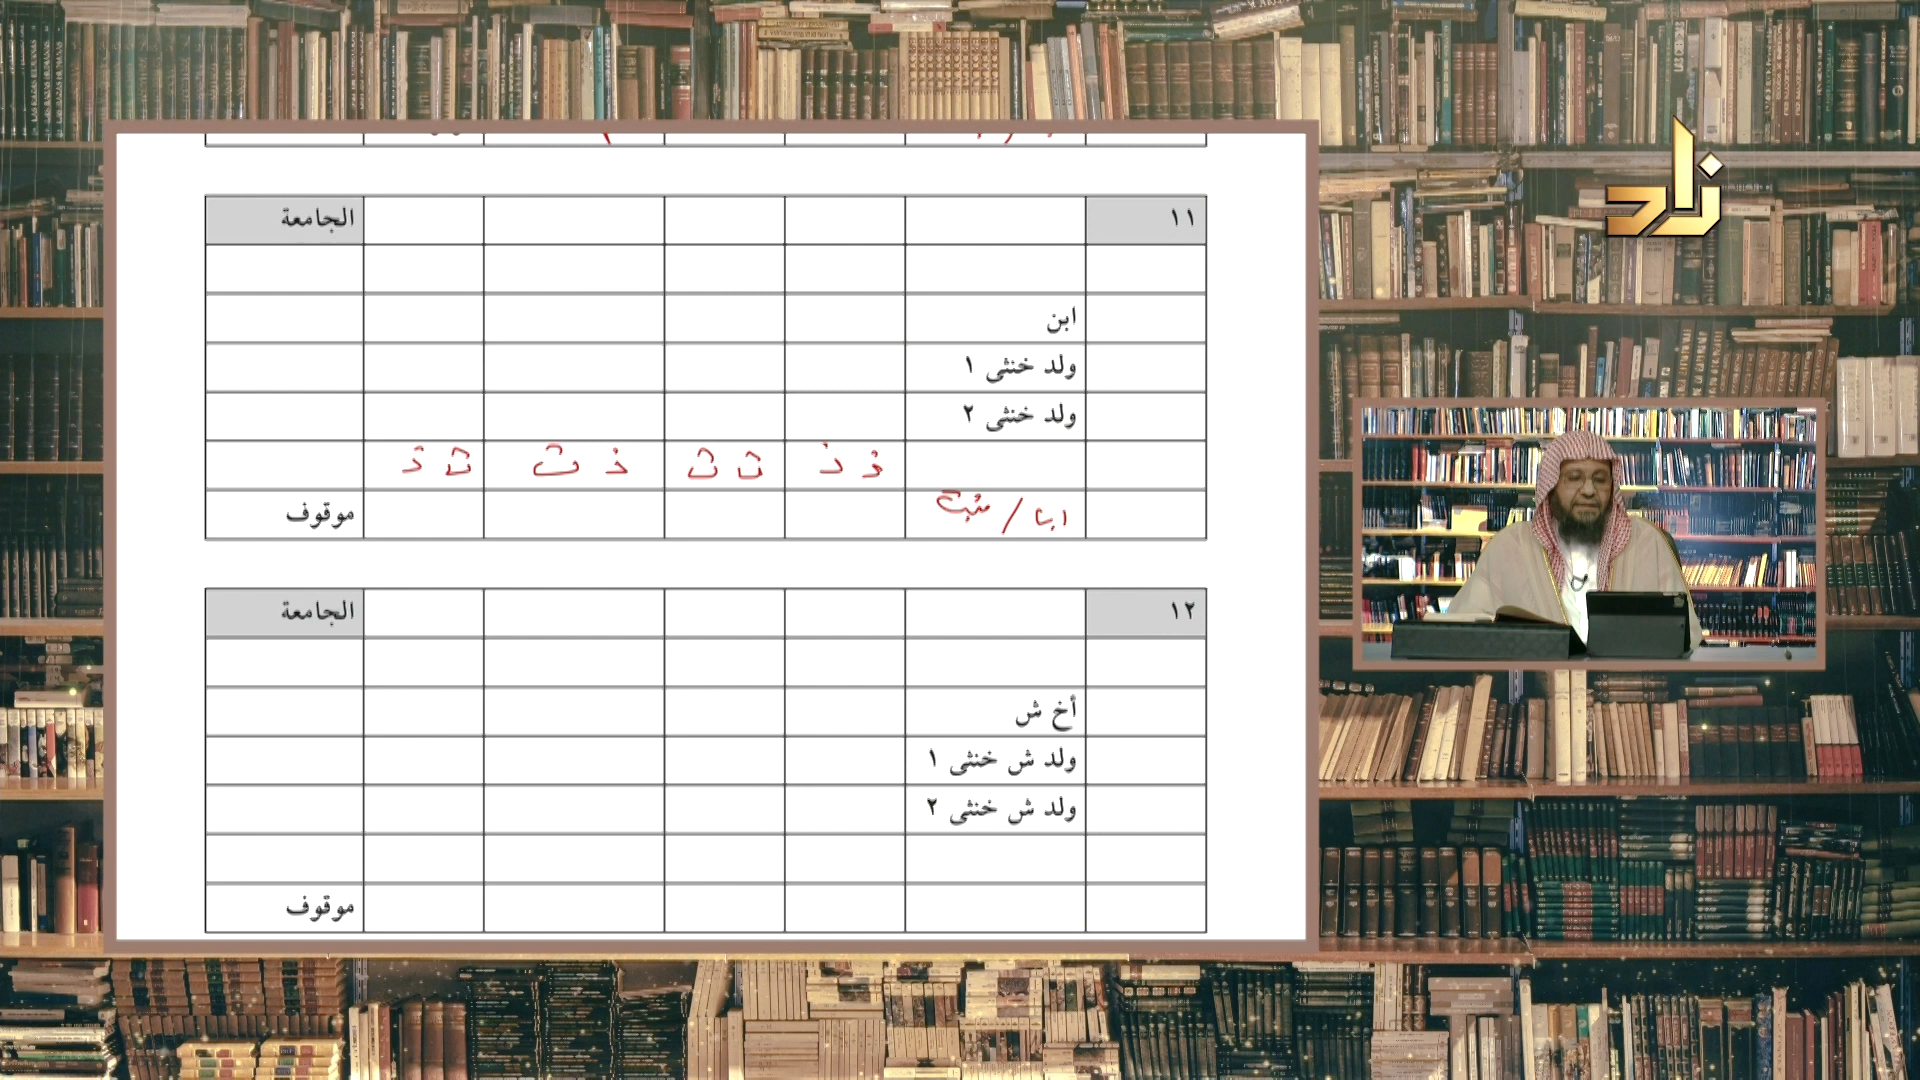 زاد
١١ الجامعة
ابن
ولد خنثى ١
ولد خنثى ٢
ذ ذ ث ث ذ ث ث ذ
ابنا /
موقوف
١٢ الجامعة
أخ ش
ولد ش خنثى ١
ولد ش خنثى ٢
موقوف